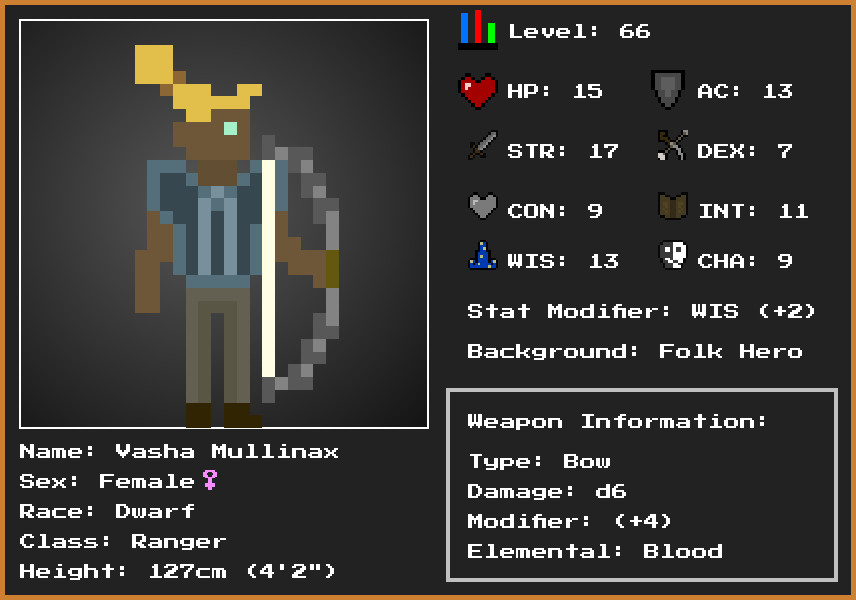 Level: 66
HP: 15
AC: 13
STR: 17
DEX: 7
CON: 9
INT: 11
WIS: 13
CHA: 9
Stat Modifier: WIS (+2)
Background: Folk Hero
Weapon Information:
Type: Bow
Damage: d6
Modifier: (+4)
Elemental: Blood
Name: Vasha Mullinax
Sex: Female♀
Race: Dwarf
Class: Ranger
Height: 127cm (4'2")